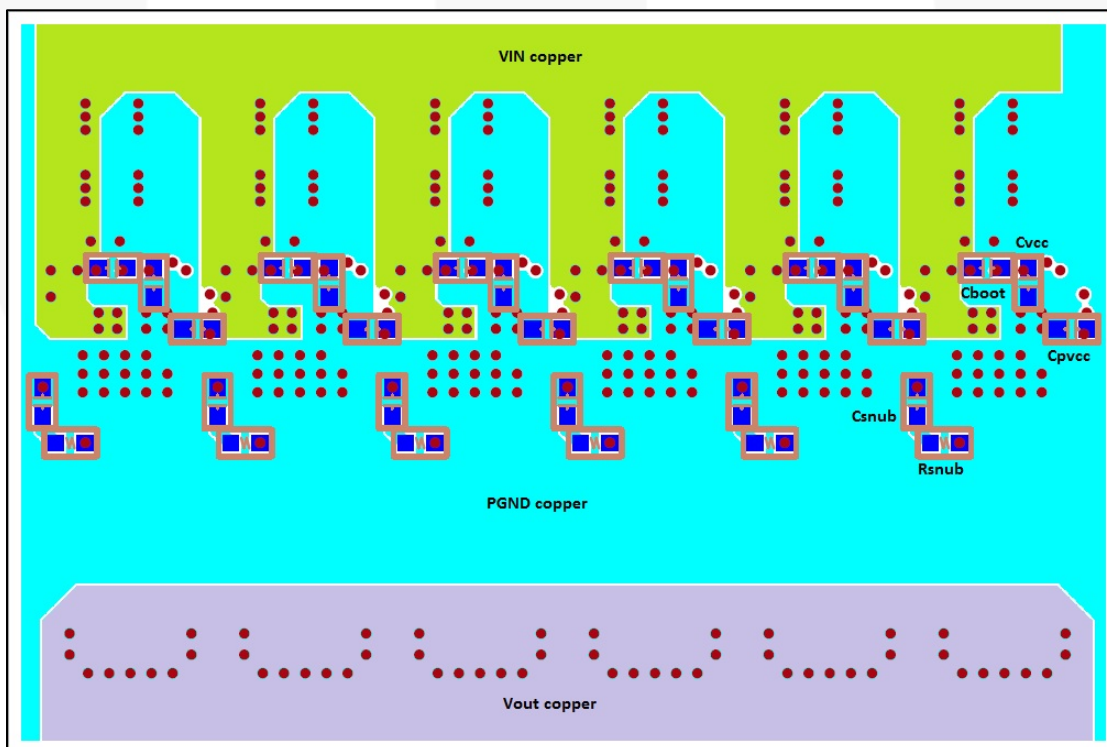 VIN copper
Cvcc
Cboot
Cpvcc
Csnub
Rsnub
PGND copper
Vout copper